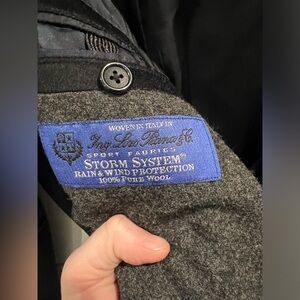 WOVEN IN ITALY BY
Ing. Loro Piana & C.
SPORT FABRICS
STORM SYSTEM®
RAIN & WIND PROTECTION
100% PURE WOOL